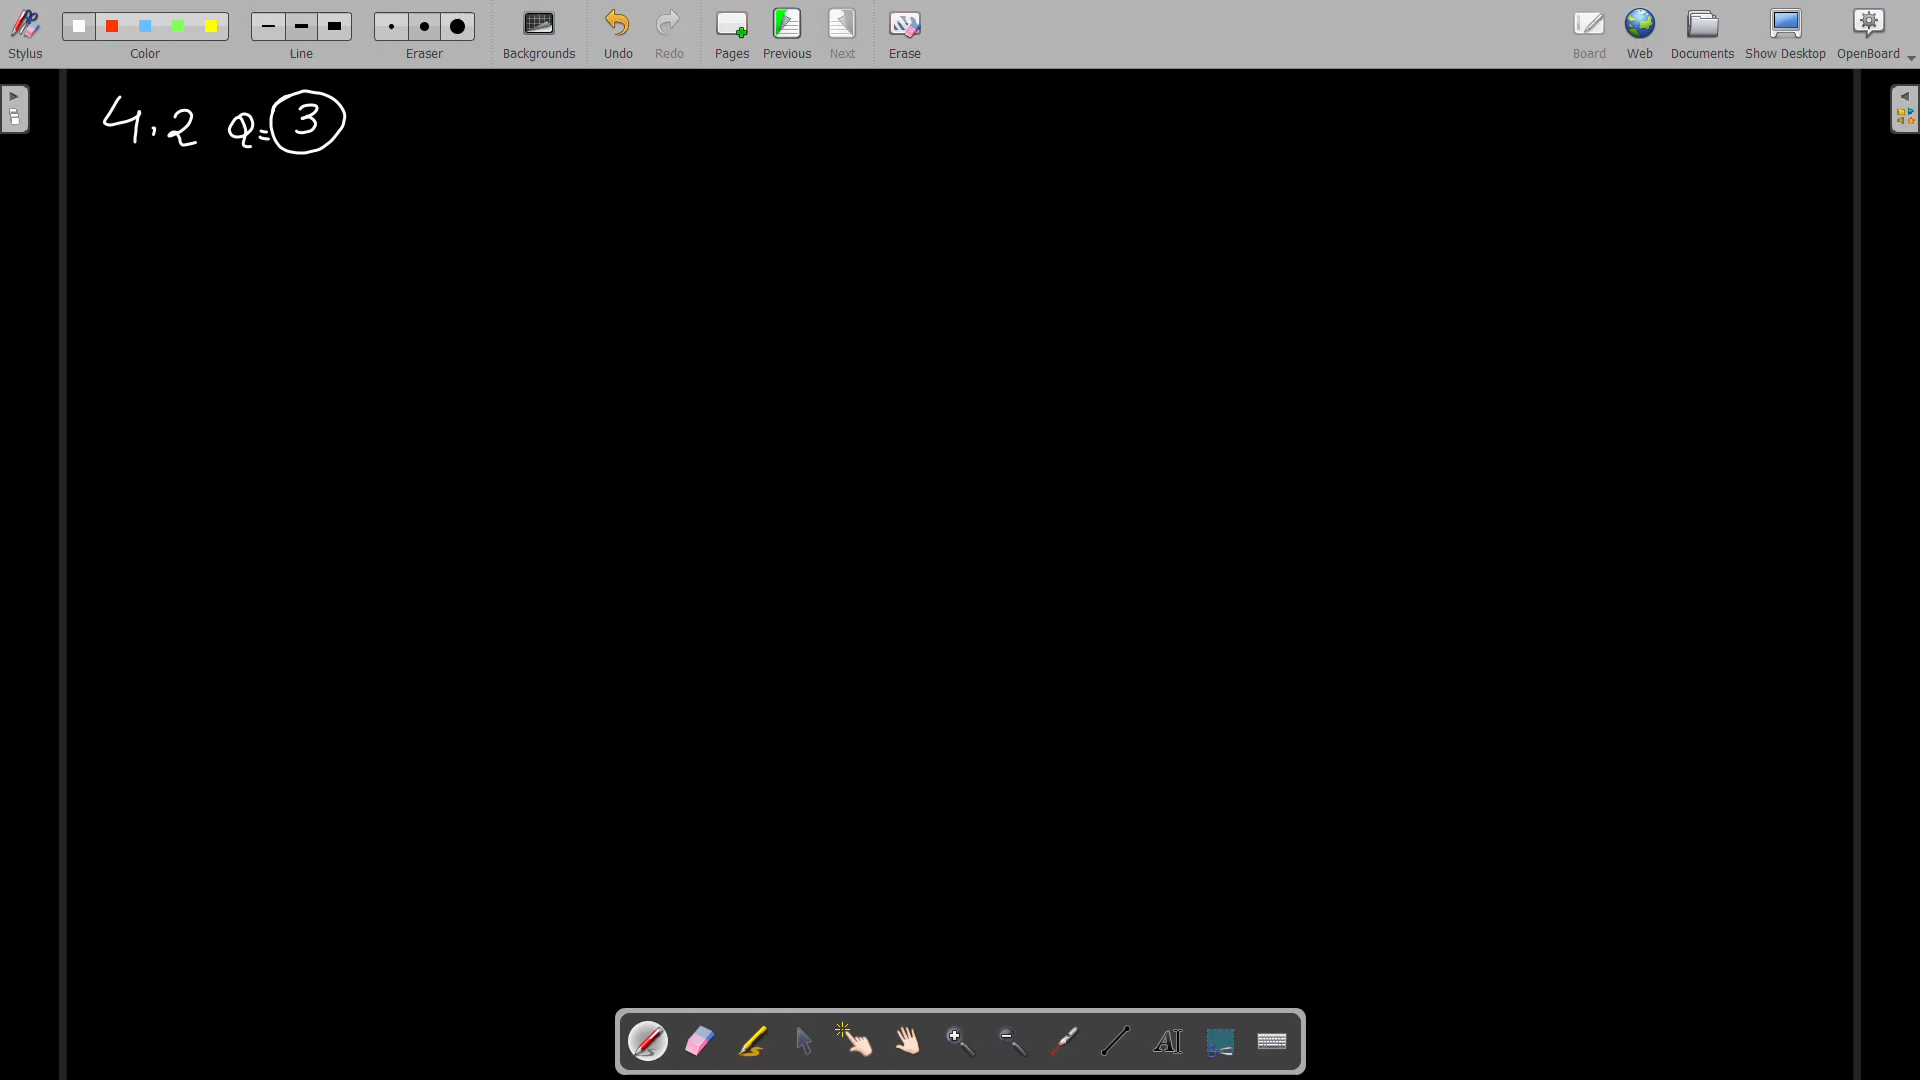 Stylus Color Line Eraser Backgrounds Undo Redo Pages Previous Next Erase Board Web Documents Show Desktop OpenBoard
4.2 Q=3
AI